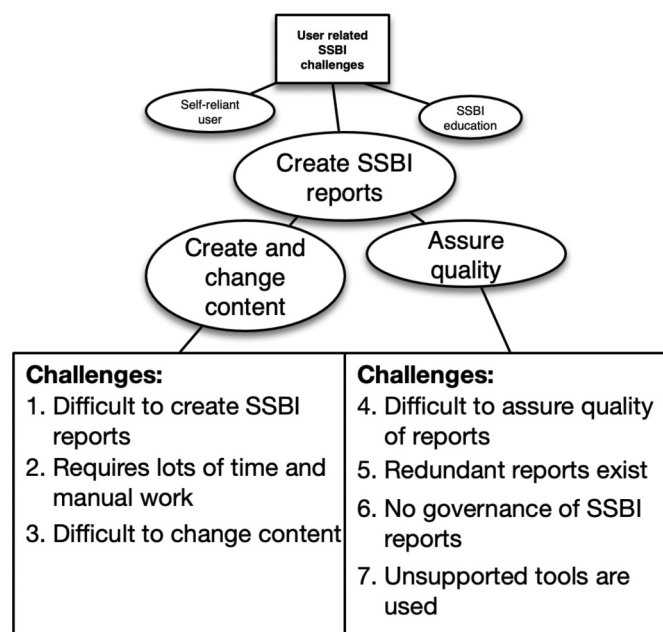 User related
SSBI
challenges
Self-reliant
user
SSBI
education
Create SSBI
reports
Create and
change
content
Assure
quality
Challenges:
1. Difficult to create SSBI
reports
2. Requires lots of time and
manual work
3. Difficult to change content
Challenges:
4. Difficult to assure quality
of reports
5. Redundant reports exist
6. No governance of SSBI
reports
7. Unsupported tools are
used